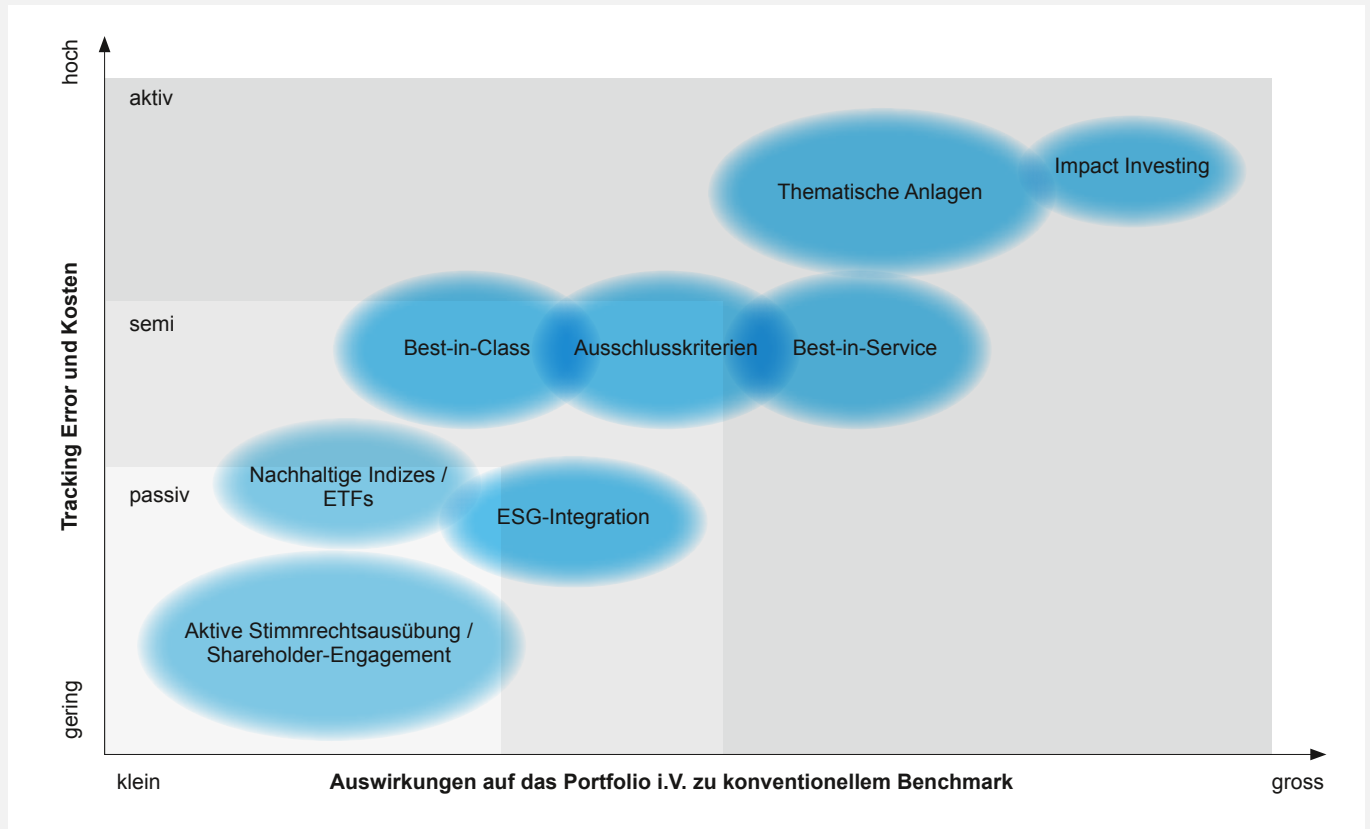 hoch
aktiv
Thematische Anlagen
Impact Investing
Tracking Error und Kosten
semi
Best-in-Class
Ausschlusskriterien
Best-in-Service
passiv
Nachhaltige Indizes /
ETFs
ESG-Integration
Aktive Stimmrechtsausübung /
Shareholder-Engagement
gering
klein
Auswirkungen auf das Portfolio i.V. zu konventionellem Benchmark
gross